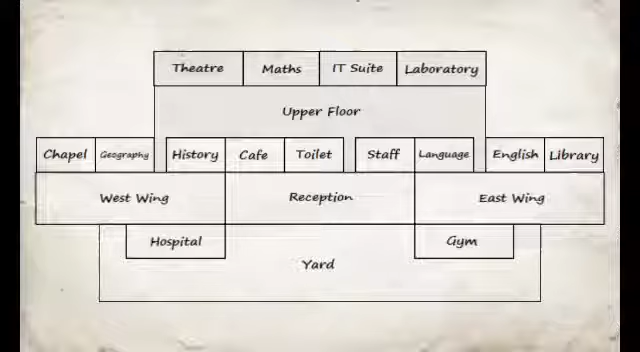 Theatre Maths IT Suite Laboratory
Upper Floor
Chapel Geography History Cafe Toilet Staff Language English Library
West Wing Reception East Wing
Hospital Gym
Yard